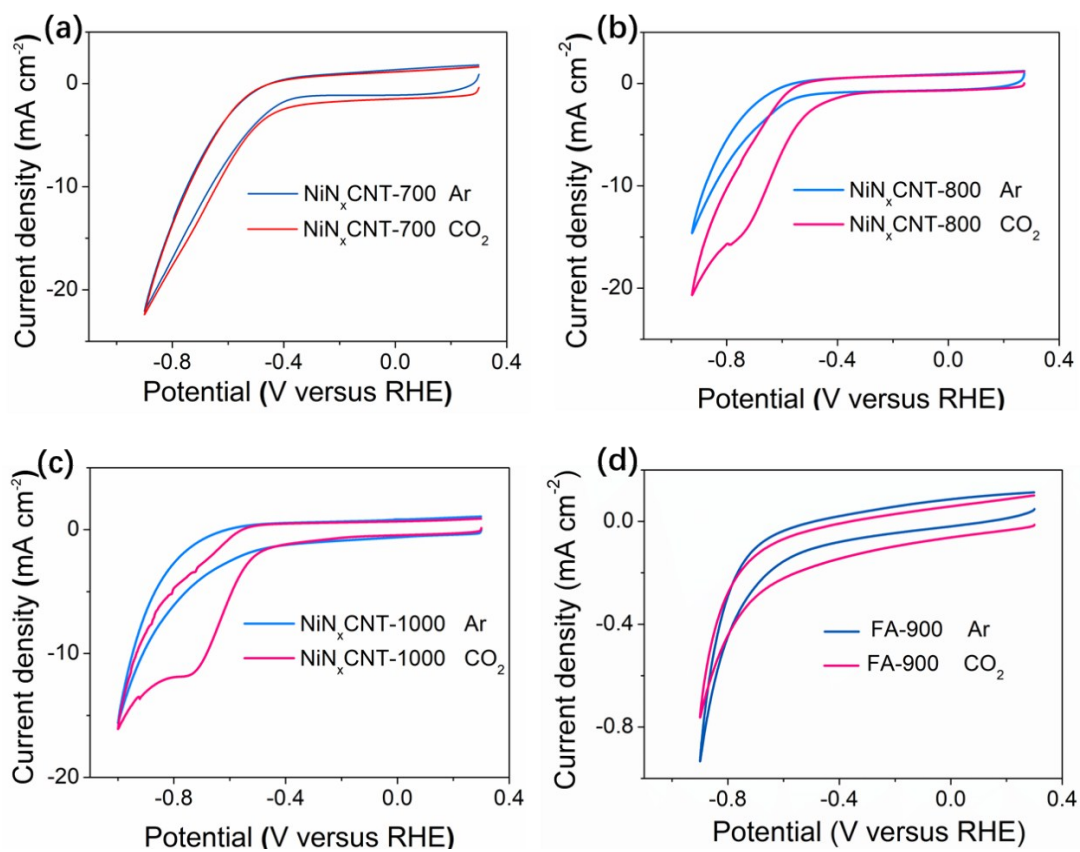 (a)
0
-10
-20
Current density (mA cm-2)
NiNxCNT-700 Ar
NiNxCNT-700 CO2
-0.8 -0.4 0.0 0.4
Potential (V versus RHE)
(b)
0
-10
-20
Current density (mA cm-2)
NiNxCNT-800 Ar
NiNxCNT-800 CO2
-0.8 -0.4 0.0 0.4
Potential (V versus RHE)
(c)
0
-10
-20
Current density (mA cm-2)
NiNxCNT-1000 Ar
NiNxCNT-1000 CO2
-0.8 -0.4 0.0 0.4
Potential (V versus RHE)
(d)
0.0
-0.4
-0.8
Current density (mA cm-2)
FA-900 Ar
FA-900 CO2
-0.8 -0.4 0.0 0.4
Potential (V versus RHE)